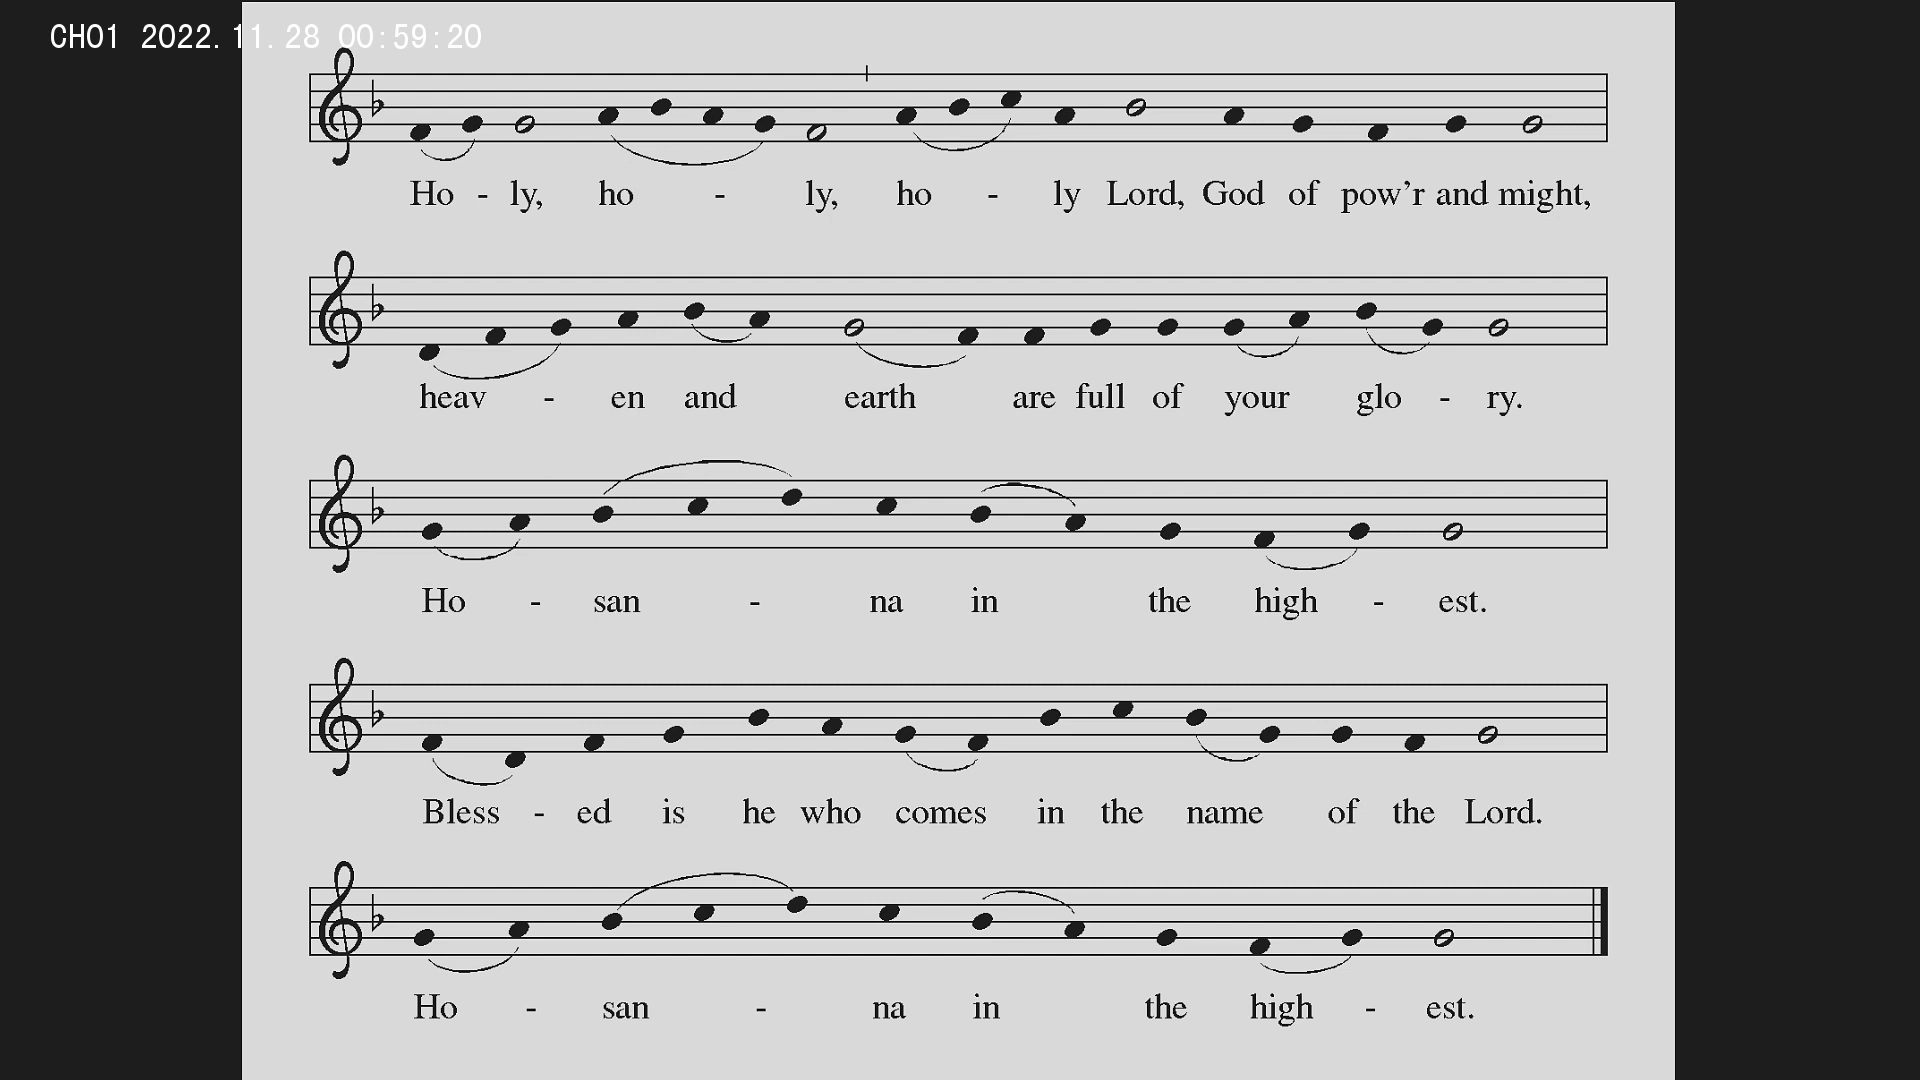 CH01 2022.11.28 00:59:20
Ho - ly, ho - ly, ho - ly Lord, God of pow’r and might,
heav - en and earth are full of your glo - ry.
Ho - san - na in the high - est.
Bless - ed is he who comes in the name of the Lord.
Ho - san - na in the high - est.